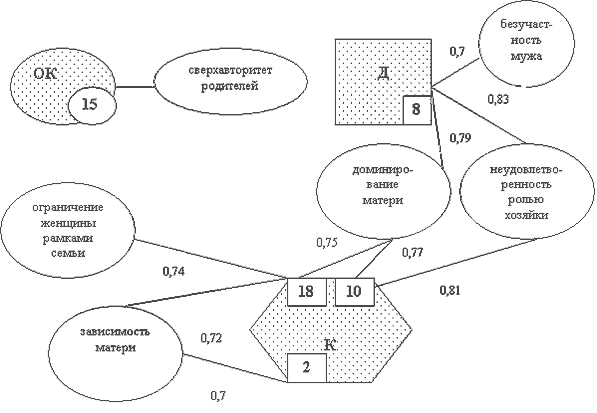 безучаст-
ность
мужа
ОК
15
сверхавторитет
родителей
Д
8
0,7
0,83
0,79
ограничение
женщины
рамками
семьи
доминиро-
вание
матери
неудовлетво-
ренность
ролью
хозяйки
0,75
0,77
0,74
0,81
18
10
зависимость
матери
0,72
К
2
0,7